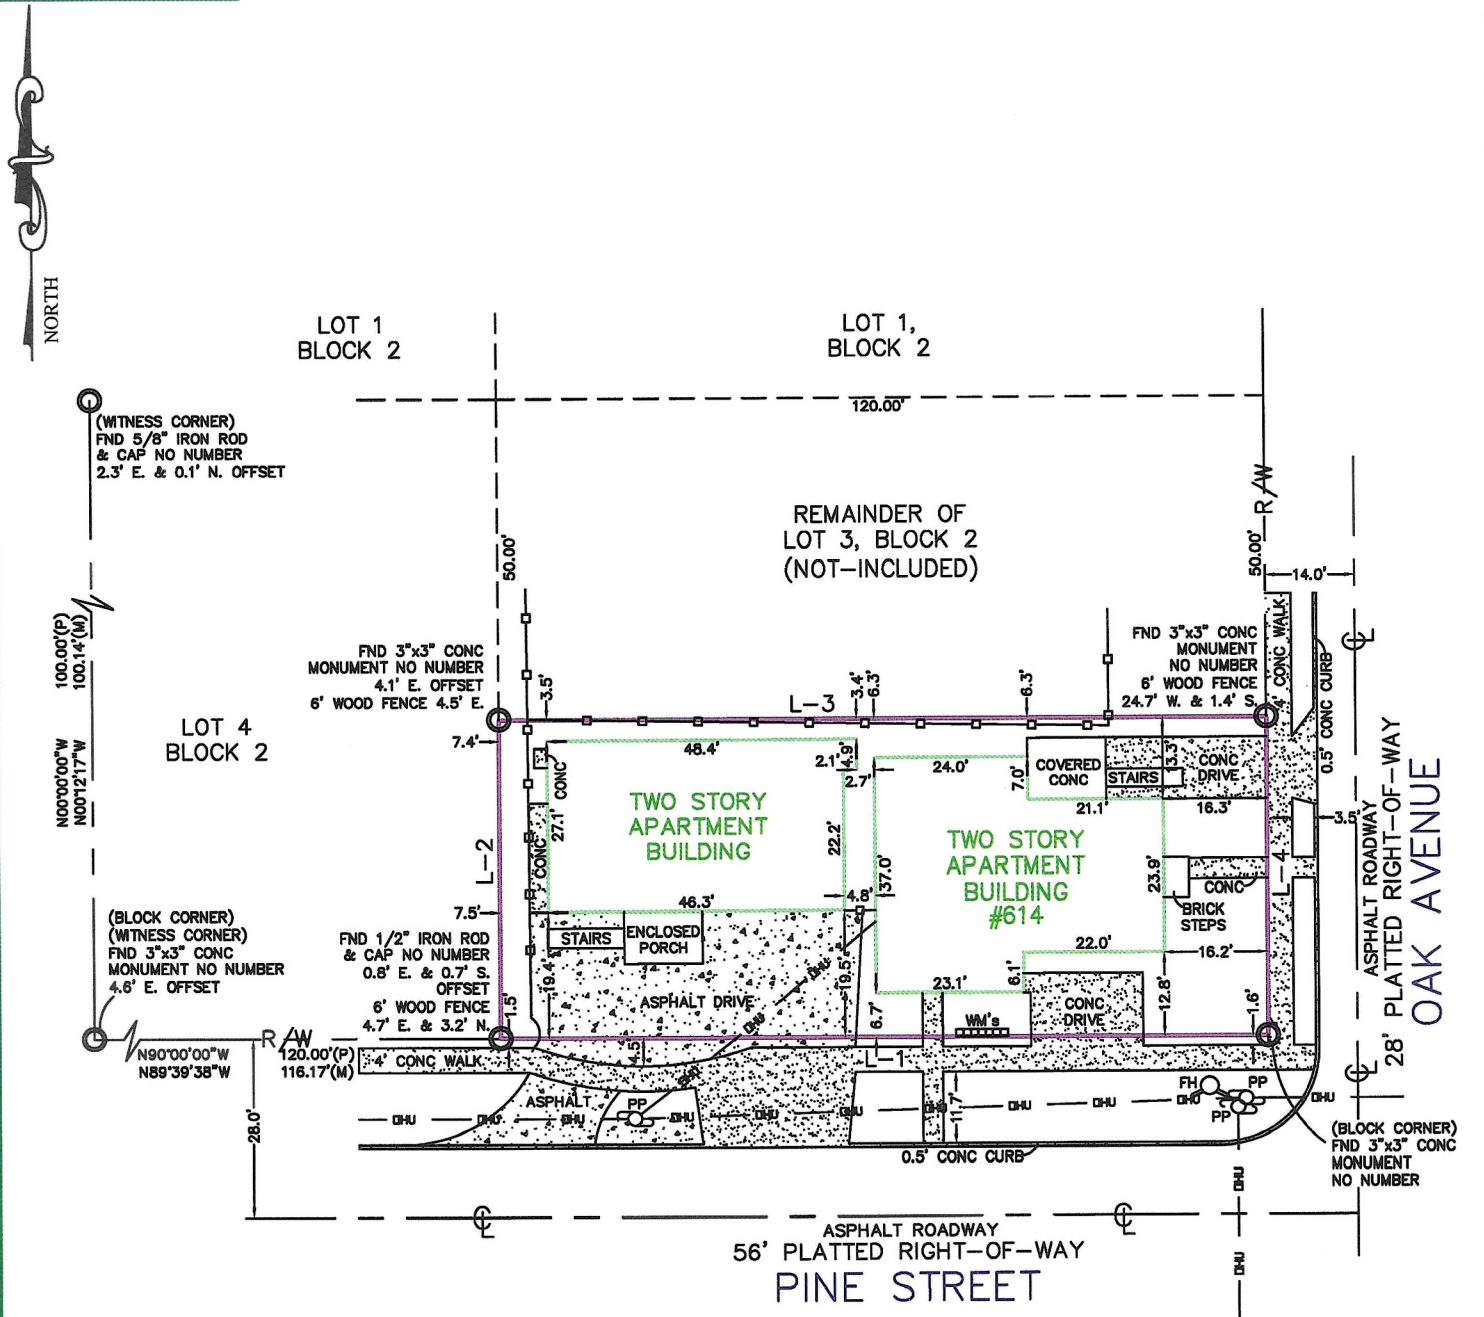 NORTH
LOT 1
BLOCK 2
LOT 1,
BLOCK 2
120.00'
(WITNESS CORNER)
FND 5/8" IRON ROD
& CAP NO NUMBER
2.3' E. & 0.1' N. OFFSET
R/W
REMAINDER OF
LOT 3, BLOCK 2
(NOT-INCLUDED)
50.00'
50.00'
14.0'
100.00'(P)
100.14'(M)
N00°00'00"W
N00°12'17"W
FND 3"x3" CONC
MONUMENT NO NUMBER
4.1' E. OFFSET
6' WOOD FENCE 4.5' E.
FND 3"x3" CONC
MONUMENT
NO NUMBER
6' WOOD FENCE
24.7' W. & 1.4' S.
4' CONC WALK
0.5' CONC CURB
℄
3.5'
3.4'
6.3'
L-3
6.3'
LOT 4
BLOCK 2
7.4'
48.4'
2.1'
4.9'
2.7'
24.0'
7.0'
COVERED
CONC
STAIRS
3.3'
CONC
DRIVE
21.1'
16.3'
CONC
27.1'
TWO STORY
APARTMENT
BUILDING
22.2'
37.0'
TWO STORY
APARTMENT
BUILDING
#614
23.9'
3.5'
L-2
CONC
L-4
CONC
BRICK
STEPS
ASPHALT ROADWAY
28' PLATTED RIGHT-OF-WAY
OAK AVENUE
7.5'
46.3'
4.8'
22.0'
16.2'
(BLOCK CORNER)
(WITNESS CORNER)
FND 3"x3" CONC
MONUMENT NO NUMBER
4.6' E. OFFSET
FND 1/2" IRON ROD
& CAP NO NUMBER
0.8' E. & 0.7' S.
OFFSET
6' WOOD FENCE
4.7' E. & 3.2' N.
STAIRS
ENCLOSED
PORCH
19.4'
19.5'
OHU
ASPHALT DRIVE
OHU
23.1'
6.1'
6.7'
WM's
CONC
DRIVE
12.8'
1.6'
1.5'
R/W
N90°00'00"W
N89°39'38"W
120.00'(P)
116.17'(M)
4' CONC WALK
4.5'
L-1
OHU
ASPHALT
PP
11.7'
FH
PP
PP
OHU
OHU
OHU
OHU
OHU
OHU
OHU
OHU
OHU
OHU
OHU
℄
28.0'
0.5' CONC CURB
(BLOCK CORNER)
FND 3"x3" CONC
MONUMENT
NO NUMBER
OHU
℄
℄
ASPHALT ROADWAY
56' PLATTED RIGHT-OF-WAY
PINE STREET
OHU